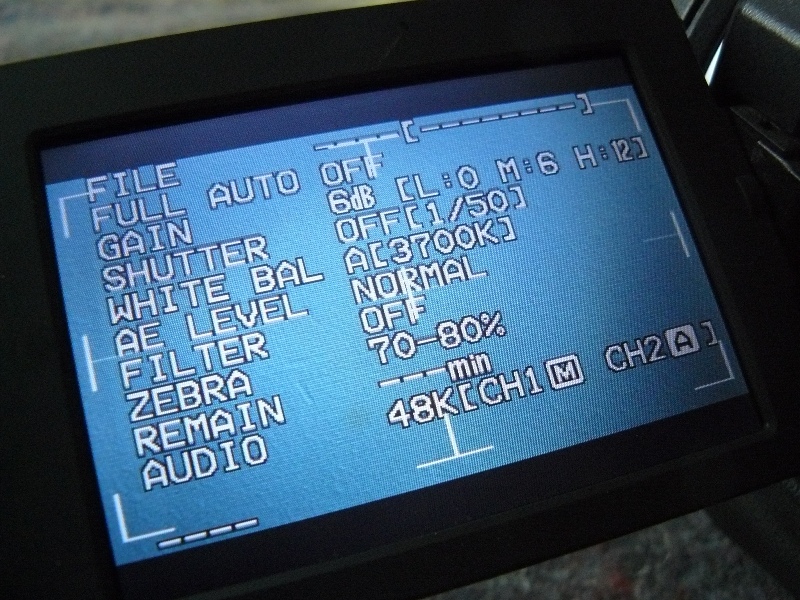 FILE -----[----------]
FULL AUTO OFF
GAIN 6dB [L:0 M:6 H:12]
SHUTTER OFF[1/50]
WHITE BAL A[3700K]
AE LEVEL NORMAL
FILTER OFF
ZEBRA 70-80%
REMAIN ---min
AUDIO 48K[CH1 M CH2 A]
----